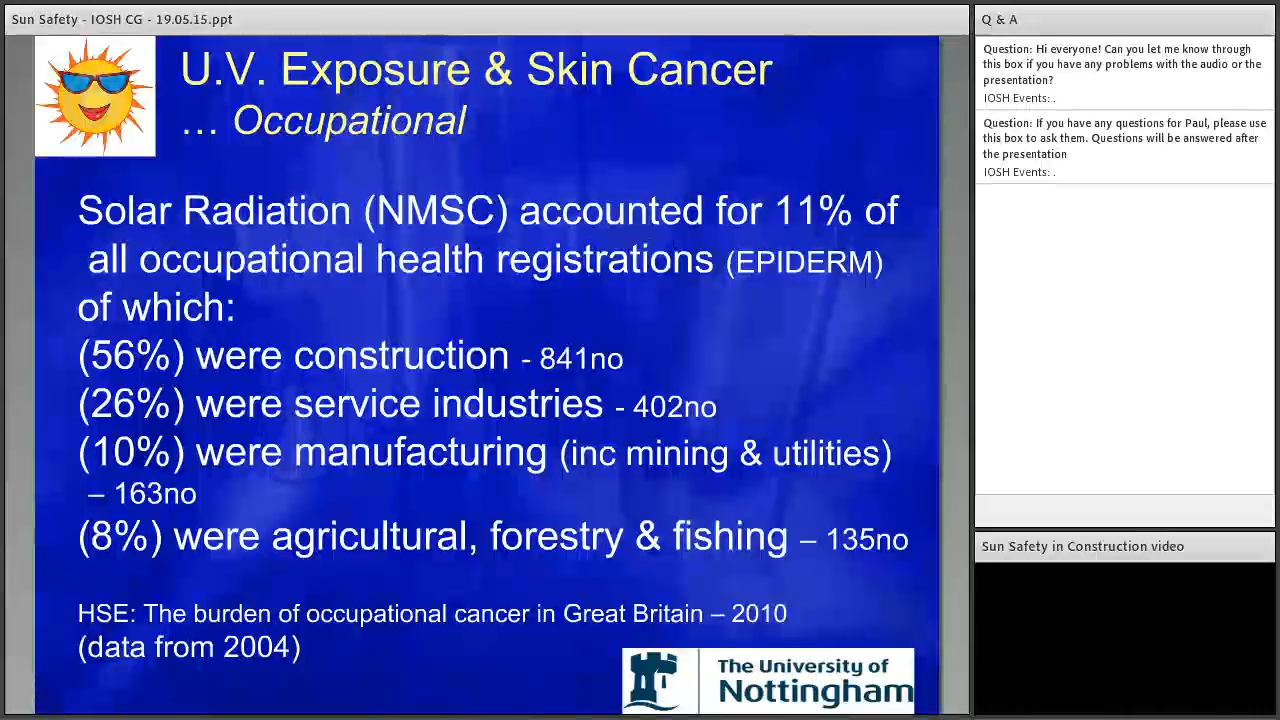 Sun Safety - IOSH CG - 19.05.15.ppt
U.V. Exposure & Skin Cancer
... Occupational
Solar Radiation (NMSC) accounted for 11% of
all occupational health registrations (EPIDERM)
of which:
(56%) were construction - 841no
(26%) were service industries - 402no
(10%) were manufacturing (inc mining & utilities)
– 163no
(8%) were agricultural, forestry & fishing – 135no
HSE: The burden of occupational cancer in Great Britain – 2010
(data from 2004)
The University of
Nottingham
Q & A
Question: Hi everyone! Can you let me know through
this box if you have any problems with the audio or the
presentation?
IOSH Events: .
Question: If you have any questions for Paul, please use
this box to ask them. Questions will be answered after
the presentation
IOSH Events: .
Sun Safety in Construction video